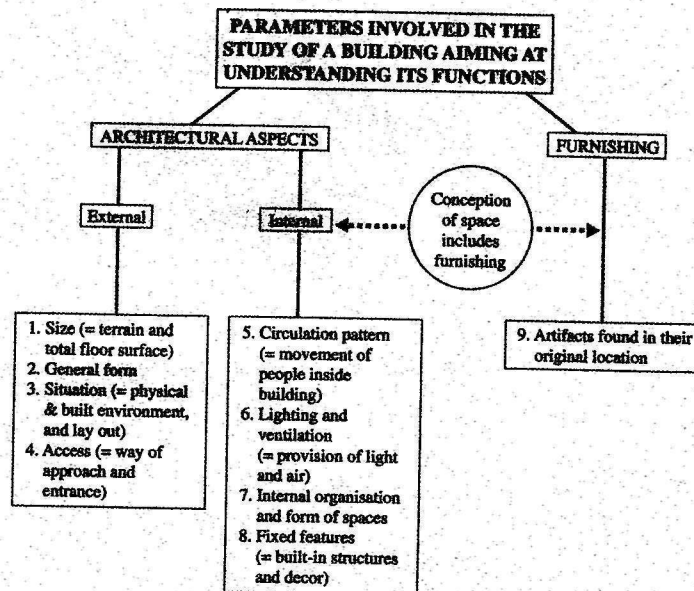 PARAMETERS INVOLVED IN THE
STUDY OF A BUILDING AIMING AT
UNDERSTANDING ITS FUNCTIONS
ARCHITECTURAL ASPECTS
FURNISHING
External
Internal
Conception
of space
includes
furnishing
1. Size (= terrain and
total floor surface)
2. General form
3. Situation (= physical
& built environment,
and lay out)
4. Access (= way of
approach and
entrance)
5. Circulation pattern
(= movement of
people inside
building)
6. Lighting and
ventilation
(= provision of light
and air)
7. Internal organisation
and form of spaces
8. Fixed features
(= built-in structures
and decor)
9. Artifacts found in their
original location